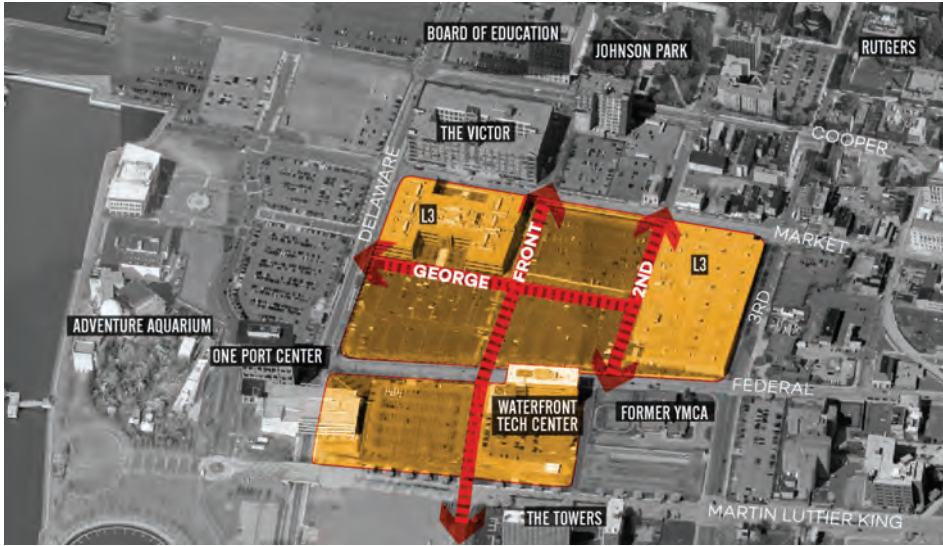 BOARD OF EDUCATION
JOHNSON PARK
RUTGERS
THE VICTOR
COOPER
DELAWARE
L3
FRONT
MARKET
GEORGE
2ND
L3
3RD
ADVENTURE AQUARIUM
ONE PORT CENTER
FEDERAL
WATERFRONT
TECH CENTER
FORMER YMCA
MARTIN LUTHER KING
THE TOWERS